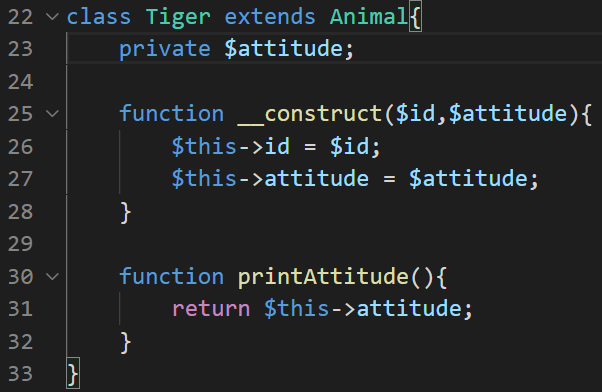 22 class Tiger extends Animal{
23     private $attitude;
24
25     function __construct($id,$attitude){
26         $this->id = $id;
27         $this->attitude = $attitude;
28     }
29
30     function printAttitude(){
31         return $this->attitude;
32     }
33 }